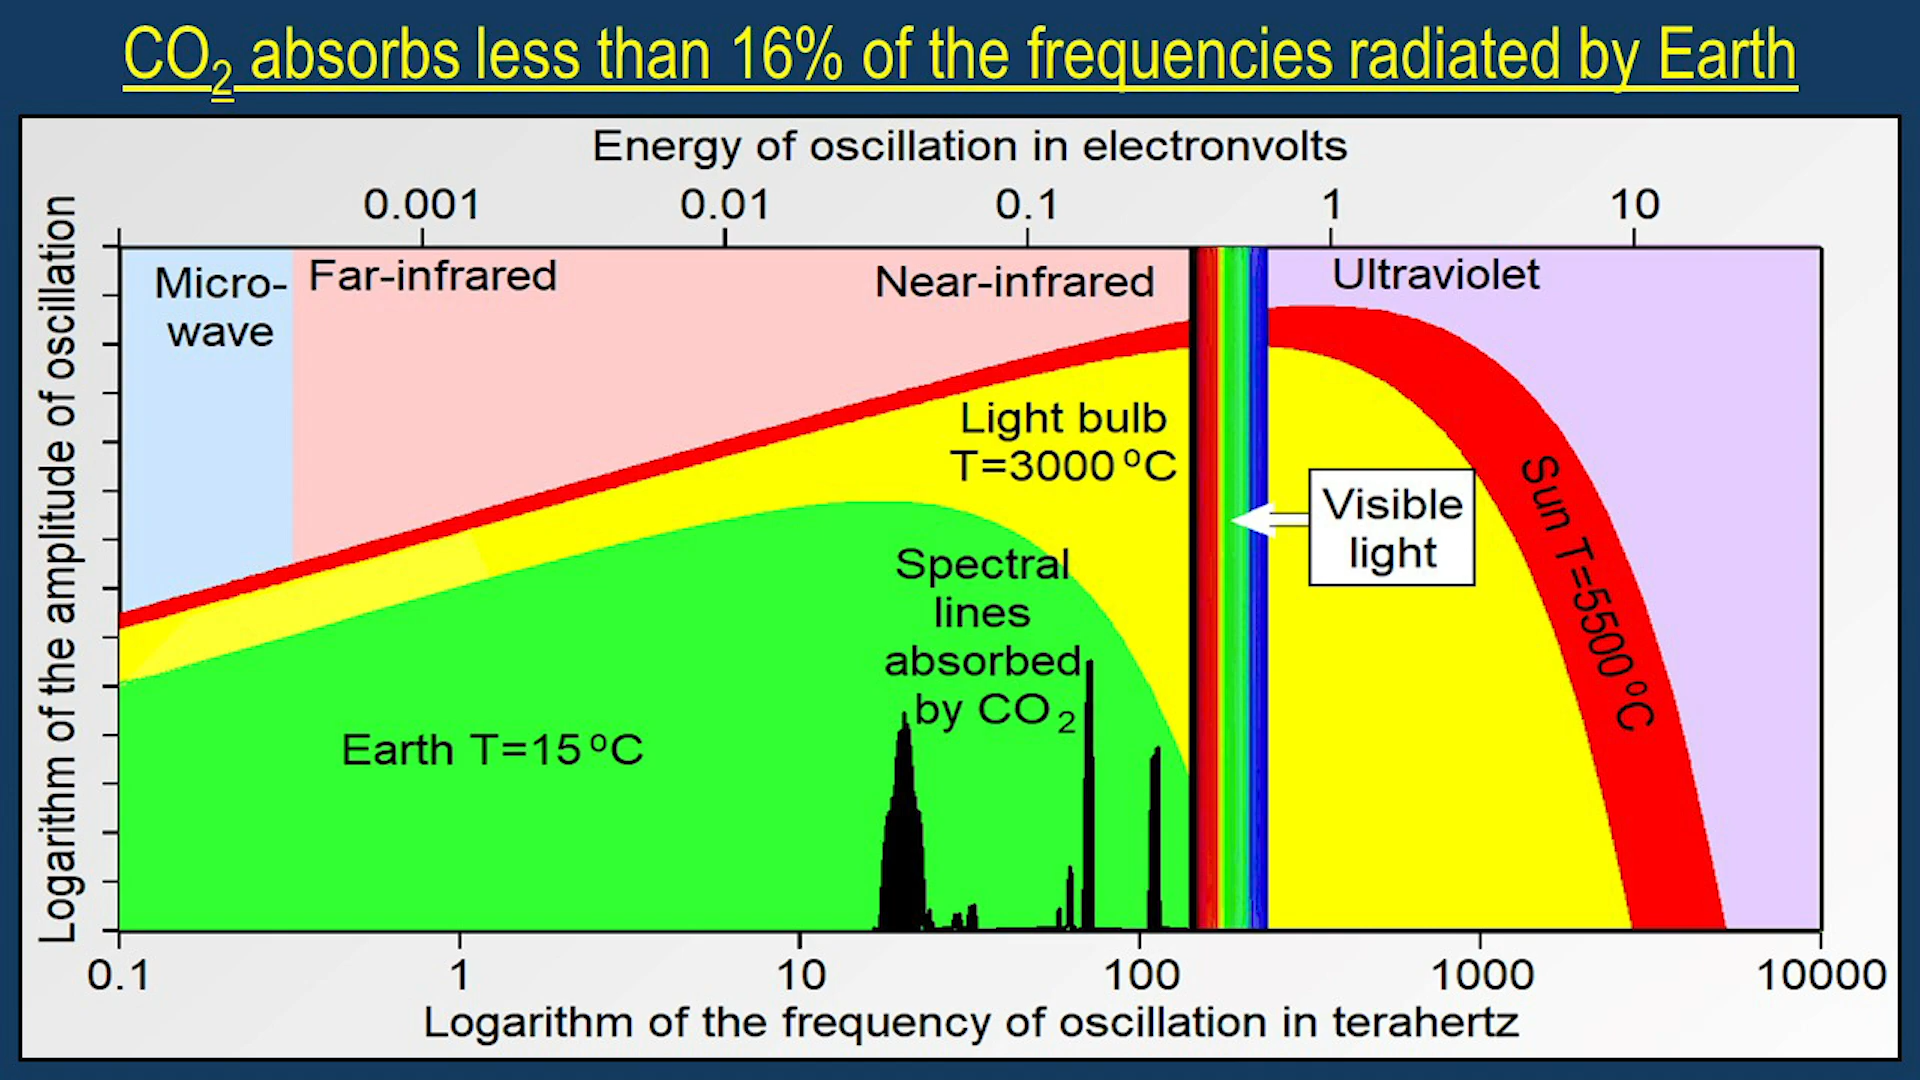 CO2 absorbs less than 16% of the frequencies radiated by Earth
Energy of oscillation in electronvolts
0.001 0.01 0.1 1 10
Logarithm of the amplitude of oscillation
Micro-
wave
Far-infrared
Near-infrared
Ultraviolet
Light bulb
T=3000 ºC
Visible
light
Sun T=5500 ºC
Spectral
lines
absorbed
by CO2
Earth T=15 ºC
0.1 1 10 100 1000 10000
Logarithm of the frequency of oscillation in terahertz